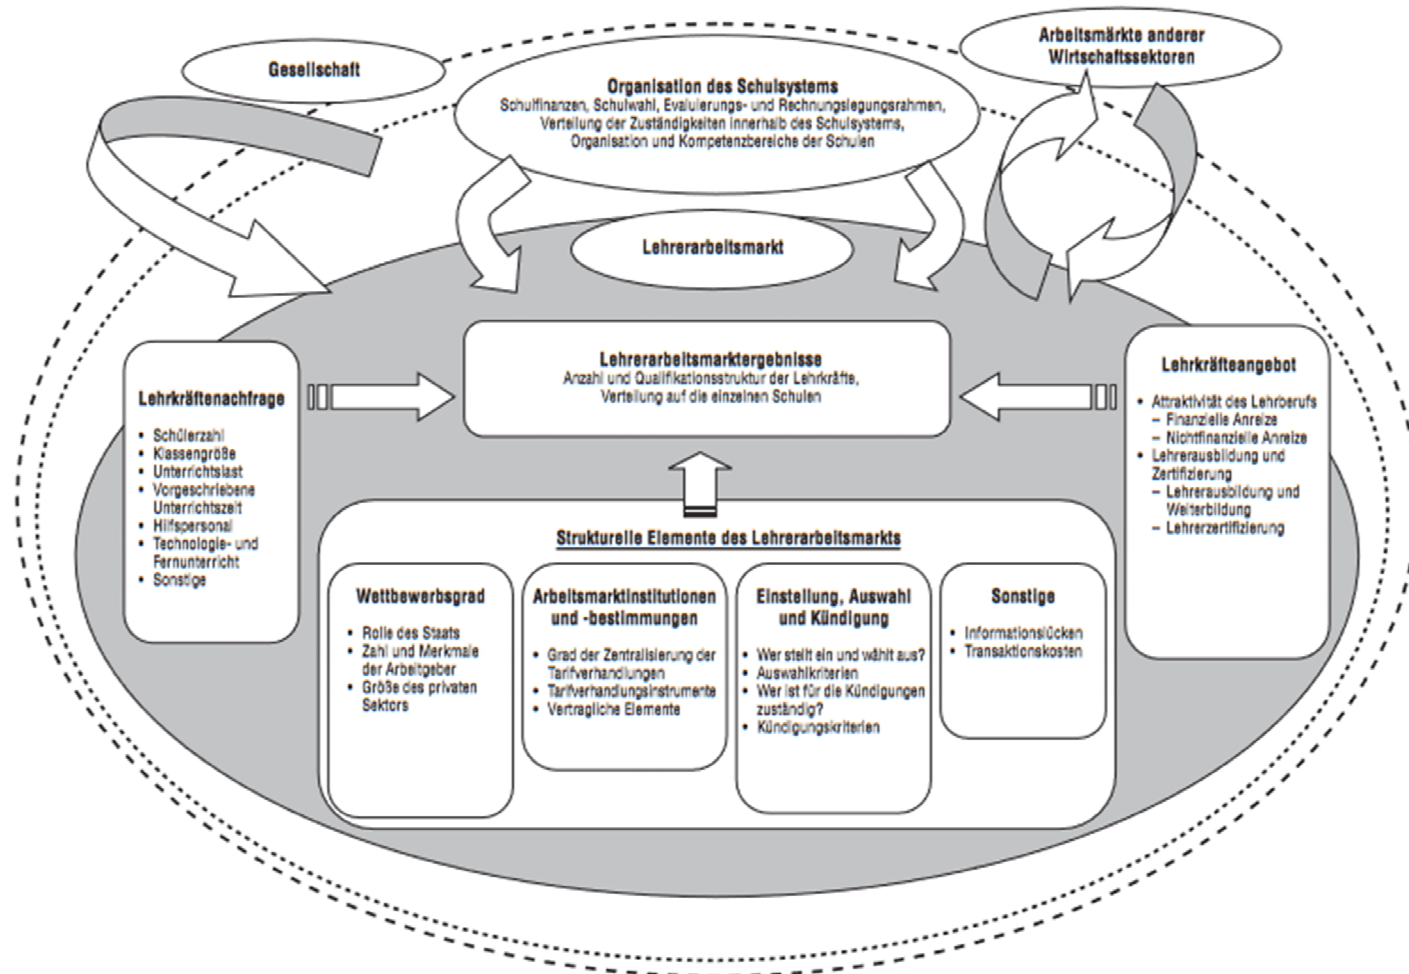 Gesellschaft
Organisation des Schulsystems
Schulfinanzen, Schulwahl, Evaluierungs- und Rechnungslegungsrahmen,
Verteilung der Zuständigkeiten innerhalb des Schulsystems,
Organisation und Kompetenzbereiche der Schulen
Arbeitsmärkte anderer
Wirtschaftssektoren
Lehrerarbeitsmarkt
Lehrkräftenachfrage
• Schülerzahl
• Klassengröße
• Unterrichtslast
• Vorgeschriebene
Unterrichtszeit
• Hilfspersonal
• Technologie- und
Fernunterricht
• Sonstige
Lehrerarbeitsmarktergebnisse
Anzahl und Qualifikationsstruktur der Lehrkräfte,
Verteilung auf die einzelnen Schulen
Lehrkräfteangebot
• Attraktivität des Lehrberufs
– Finanzielle Anreize
– Nichtfinanzielle Anreize
• Lehrerausbildung und
Zertifizierung
– Lehrerausbildung und
Weiterbildung
– Lehrerzertifizierung
Strukturelle Elemente des Lehrerarbeitsmarkts
Wettbewerbsgrad
• Rolle des Staats
• Zahl und Merkmale
der Arbeitgeber
• Größe des privaten
Sektors
Arbeitsmarktinstitutionen
und -bestimmungen
• Grad der Zentralisierung der
Tarifverhandlungen
• Tarifverhandlungsinstrumente
• Vertragliche Elemente
Einstellung, Auswahl
und Kündigung
• Wer stellt ein und wählt aus?
• Auswahlkriterien
• Wer ist für die Kündigungen
zuständig?
• Kündigungskriterien
Sonstige
• Informationslücken
• Transaktionskosten